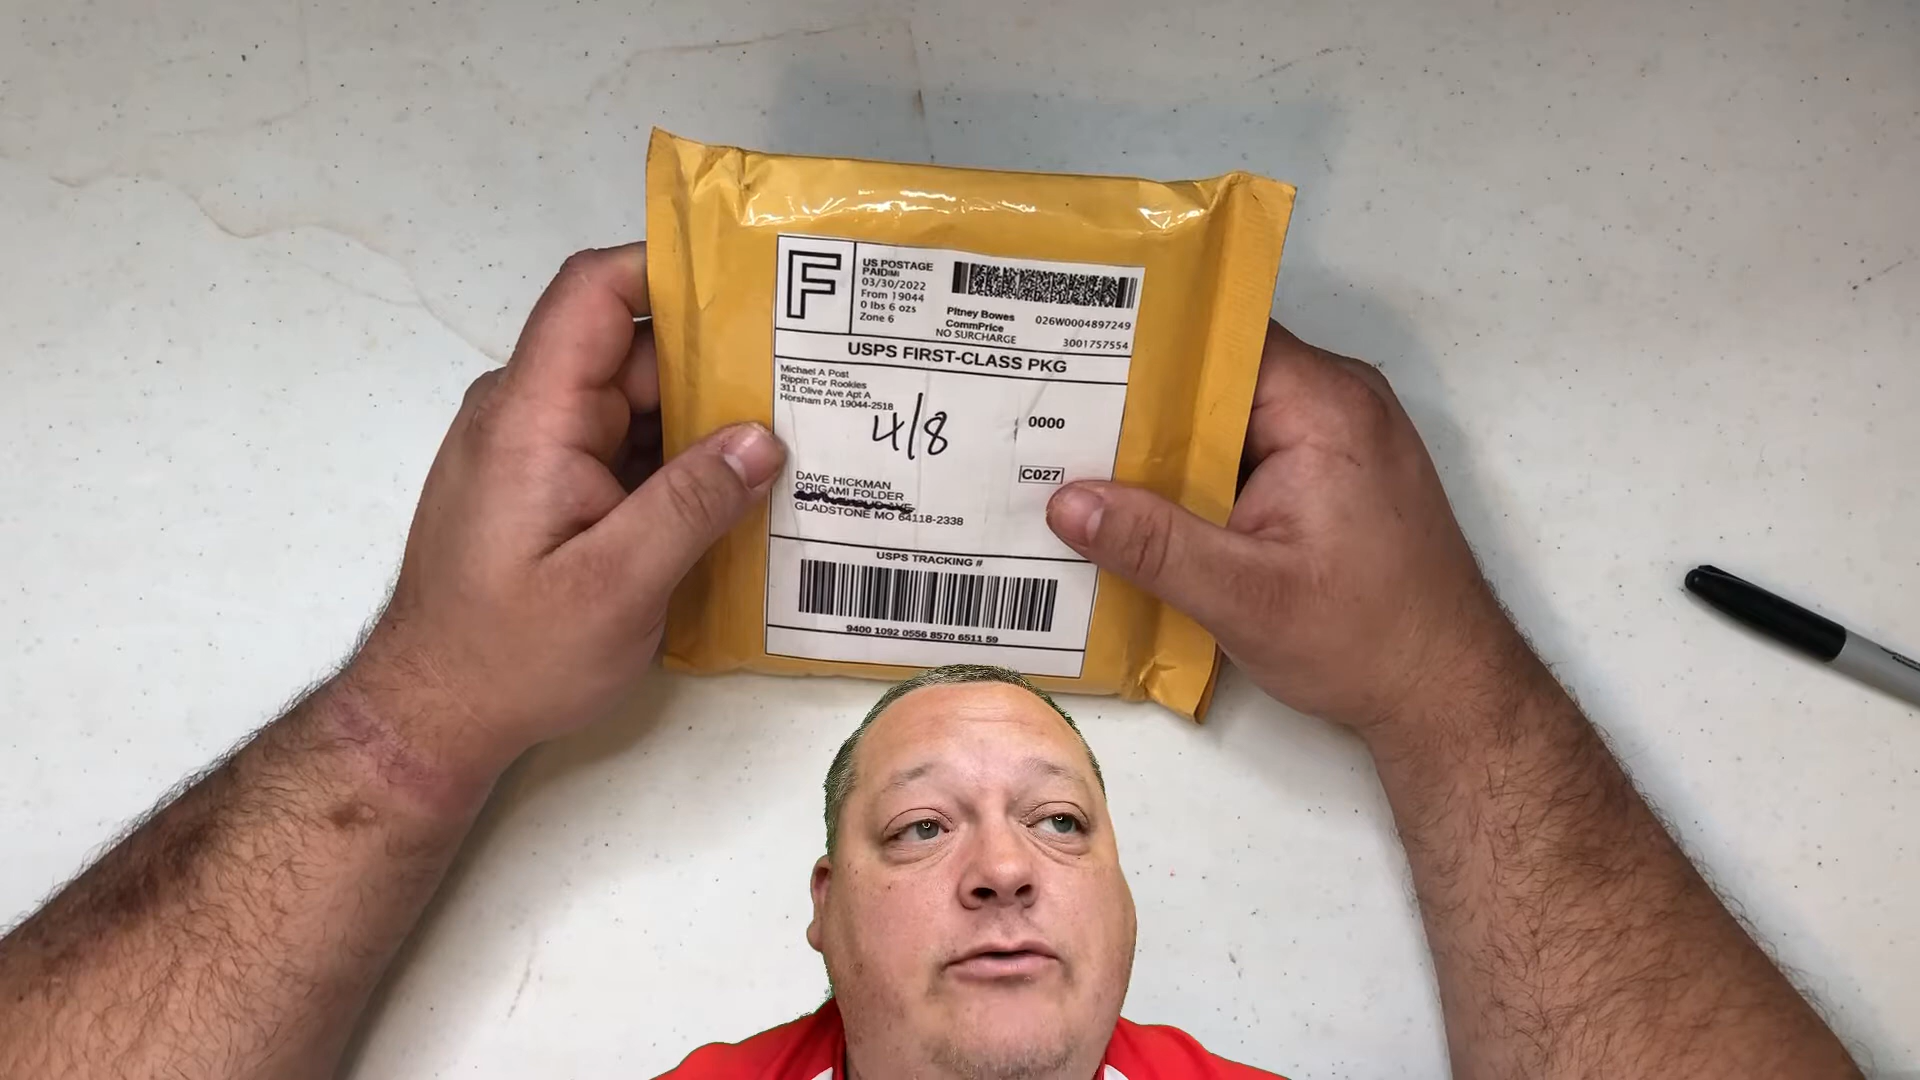 F
US POSTAGE
PAID IMI
03/30/2022
From 19044
0 lbs 6 ozs
Zone 6
Pitney Bowes
CommPrice
NO SURCHARGE
026W0004897249
3001757554
USPS FIRST-CLASS PKG
Michael A Post
Rippin For Rookies
311 Olive Ave Apt A
Horsham PA 19044-2518
4/8
0000
C027
DAVE HICKMAN
ORIGAMI FOLDER
GLADSTONE MO 64118-2338
USPS TRACKING #
9400 1092 0556 8570 6511 59